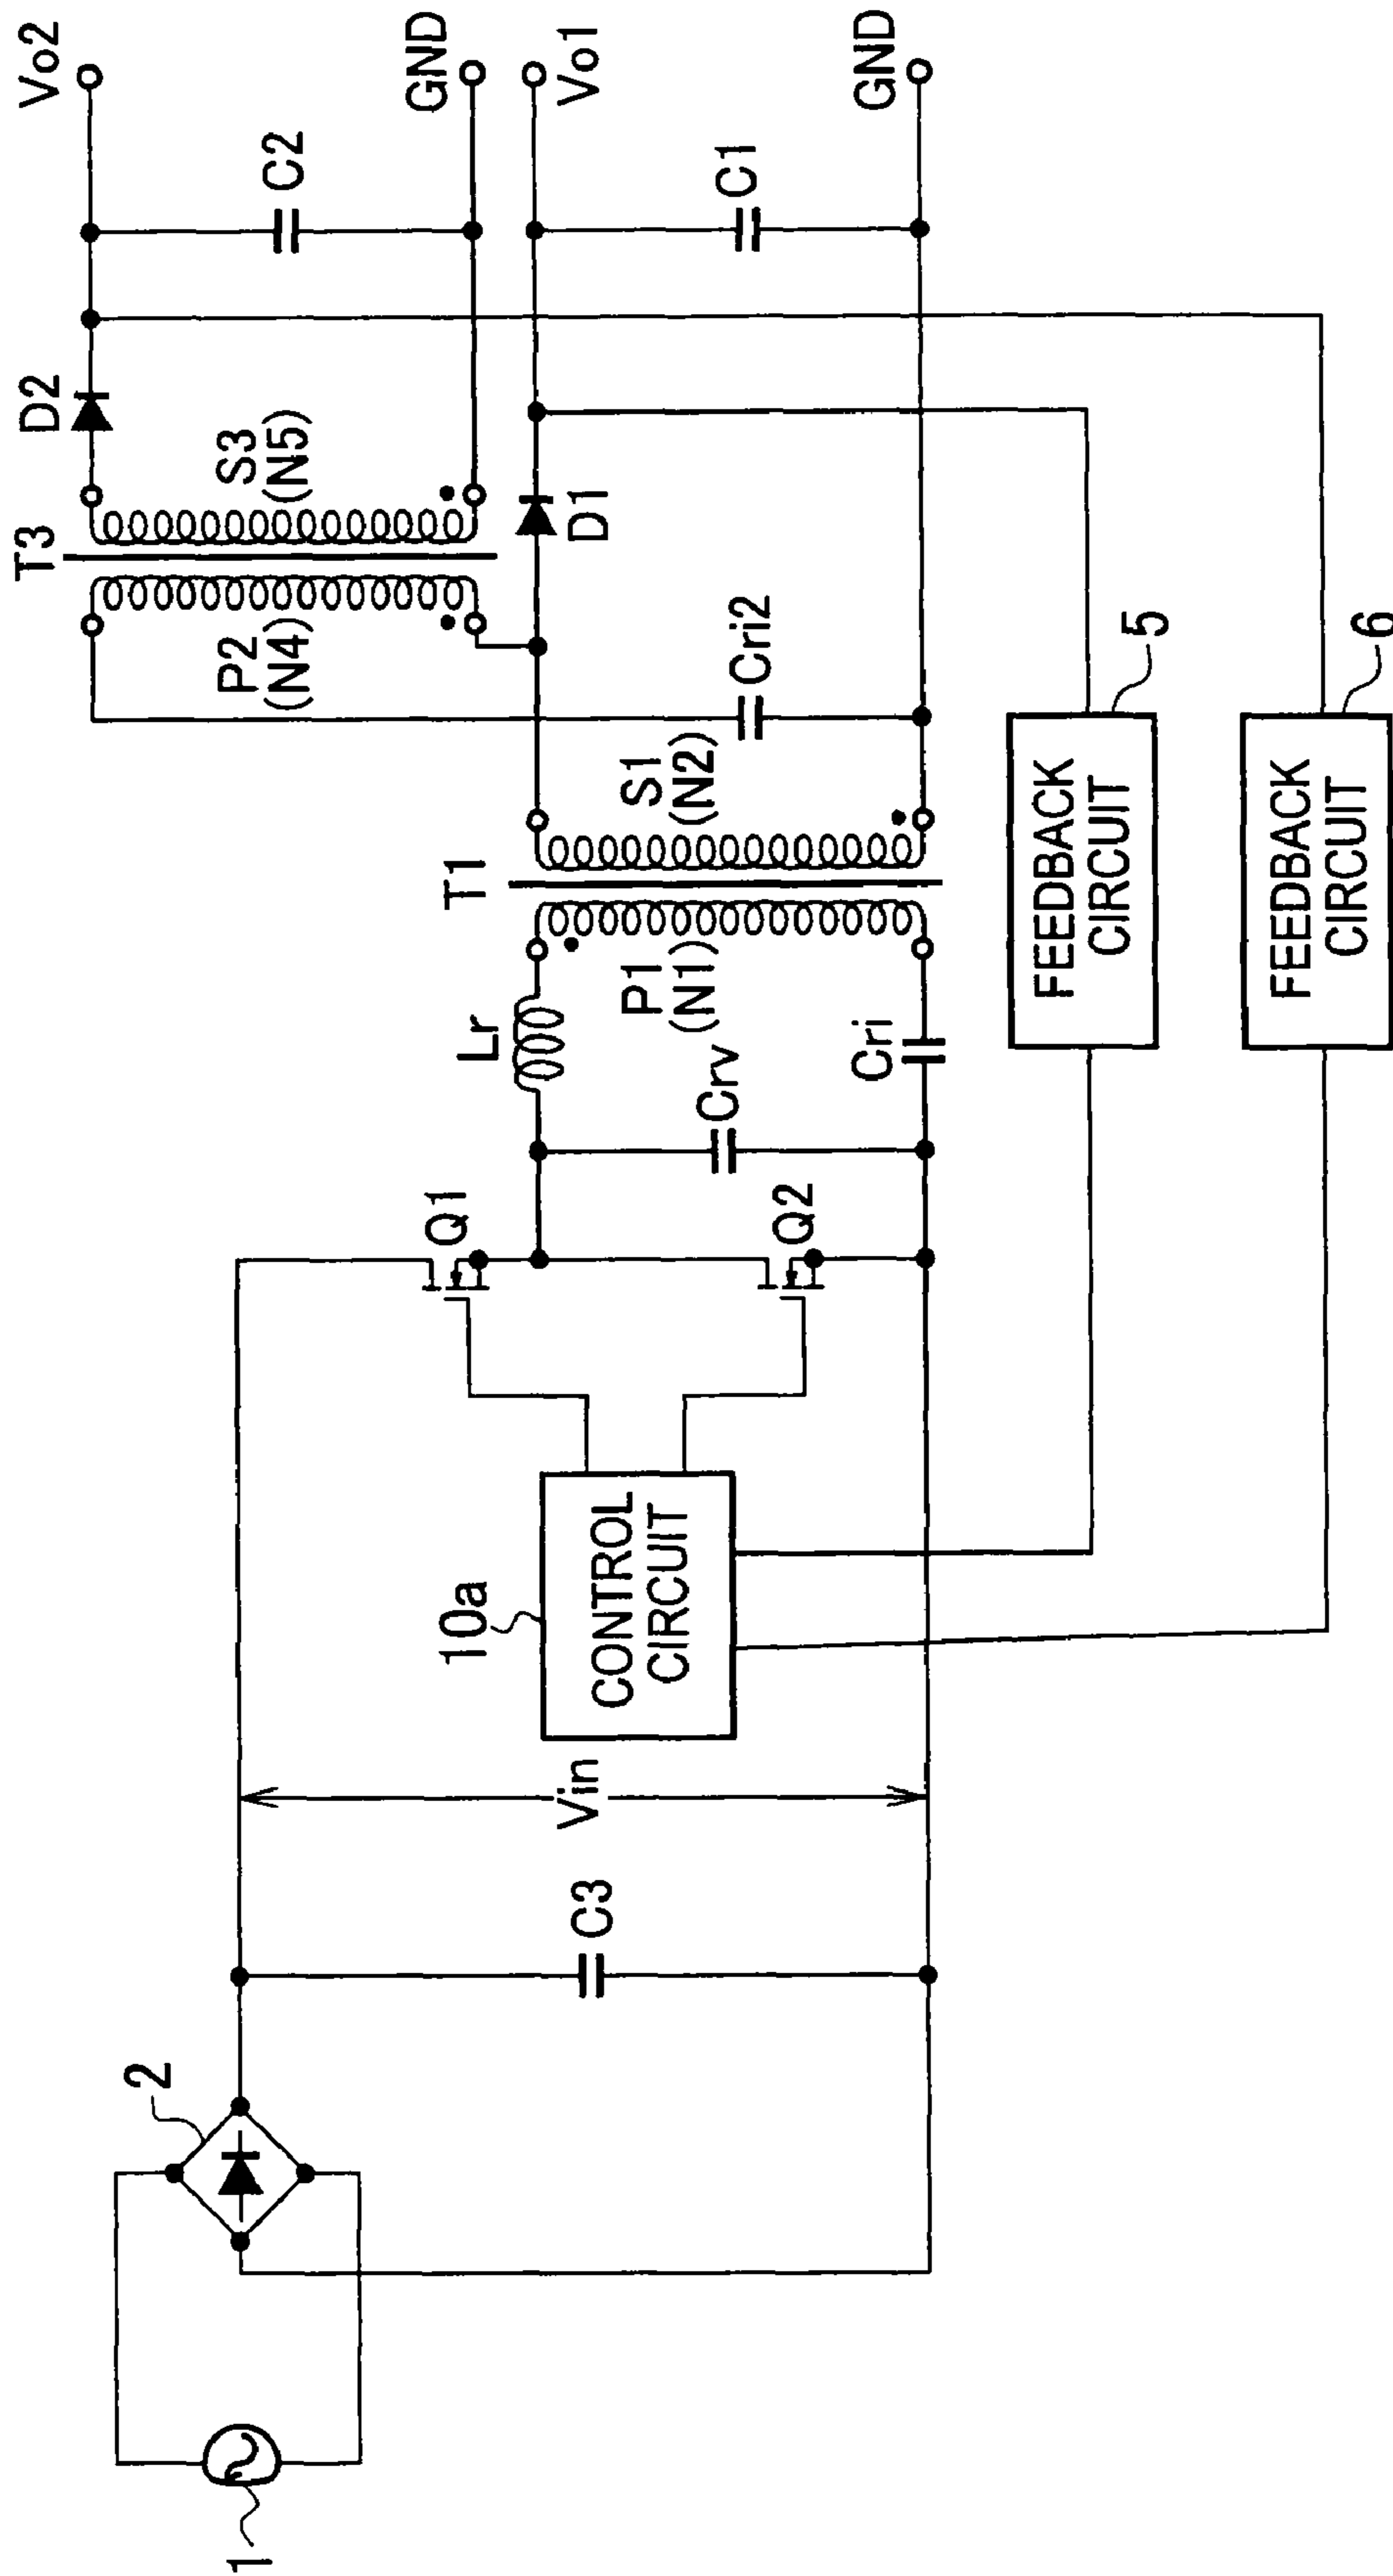 1
2
C3
Vin
10a
CONTROL
CIRCUIT
Q1
Q2
Crv
Lr
Cri
P1
(N1)
T1
S1
(N2)
Cri2
P2
(N4)
T3
S3
(N5)
D2
D1
C2
C1
Vo2
GND
Vo1
GND
FEEDBACK
CIRCUIT
5
FEEDBACK
CIRCUIT
6